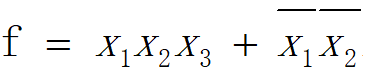 f = x₁x₂x₃ + x̅₁x̅₂